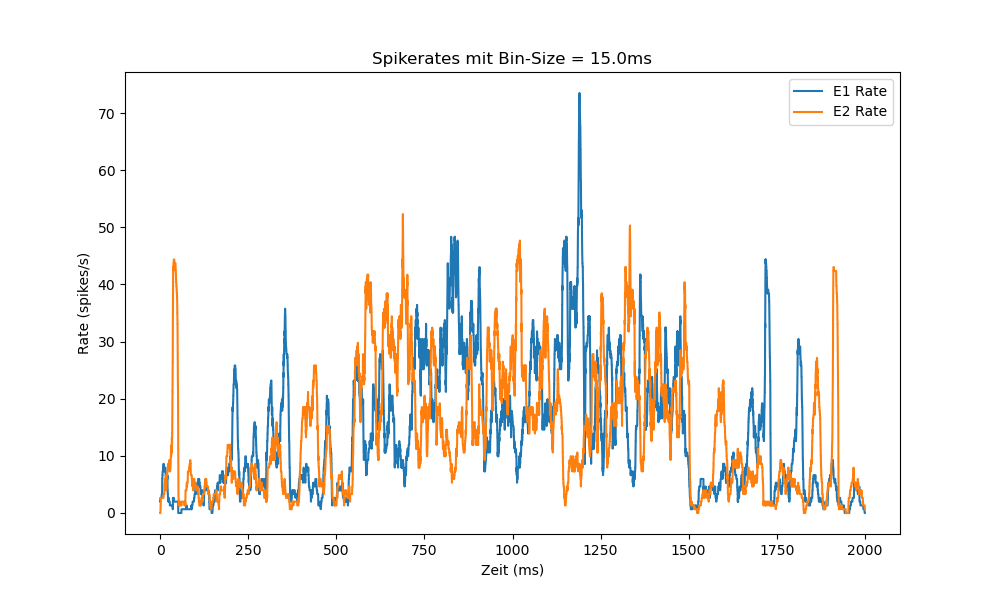 Spikerates mit Bin-Size = 15.0ms
E1 Rate
E2 Rate
Rate (spikes/s)
70
60
50
40
30
20
10
0
0 250 500 750 1000 1250 1500 1750 2000
Zeit (ms)